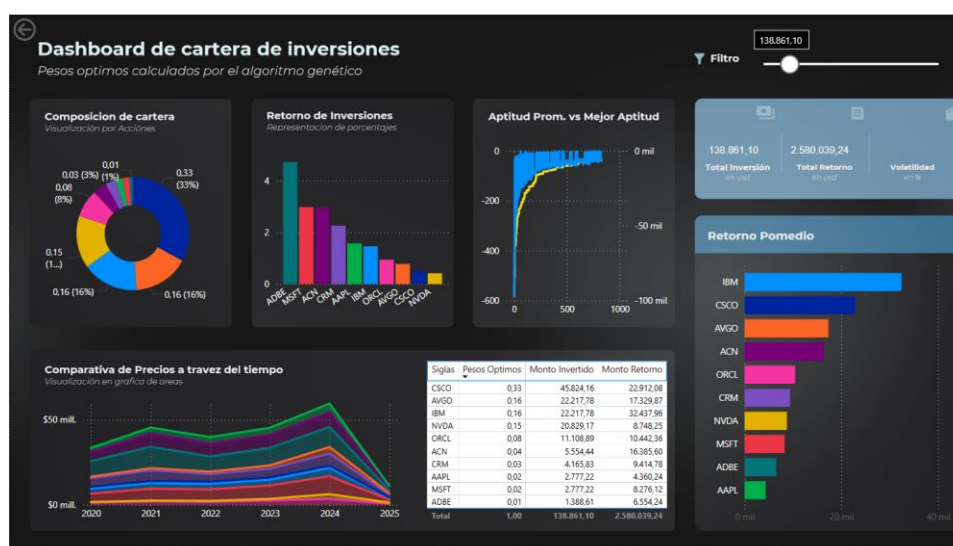 Dashboard de cartera de inversiones
Pesos optimos calculados por el algoritmo genético
Filtro
138.861,10
Composicion de cartera
Visualización por Acciónes
0,01
(1%)
0,03 (3%)
0,08
(8%)
0,15
(1...)
0,16 (16%)
0,16 (16%)
0,33
(33%)
Retorno de Inversiones
Representacion de porcentajes
4
2
0
ADBE
MSFT
ACN
CRM
AAPL
IBM
ORCL
AVGO
CSCO
NVDA
Aptitud Prom. vs Mejor Aptitud
0
-200
-400
-600
0 mil
-50 mil
-100 mil
0
500
1000
138.861,10
Total Inversión
en usd
2.580.039,24
Total Retorno
en usd
Volatilidad
en %
Retorno Pomedio
IBM
CSCO
AVGO
ACN
ORCL
CRM
NVDA
MSFT
ADBE
AAPL
0 mil
20 mil
40 mil
Comparativa de Precios a travez del tiempo
Visualización en grafica de areas
$50 mill.
$0 mill.
2020
2021
2022
2023
2024
2025
Siglas Pesos Optimos Monto Invertido Monto Retorno
CSCO 0,33 45.824,16 22.912,08
AVGO 0,16 22.217,78 17.329,87
IBM 0,16 22.217,78 32.437,96
NVDA 0,15 20.829,17 8.748,25
ORCL 0,08 11.108,89 10.442,36
ACN 0,04 5.554,44 16.385,60
CRM 0,03 4.165,83 9.414,78
AAPL 0,02 2.777,22 4.360,24
MSFT 0,02 2.777,22 8.276,12
ADBE 0,01 1.388,61 6.554,24
Total 1,00 138.861,10 2.580.039,24